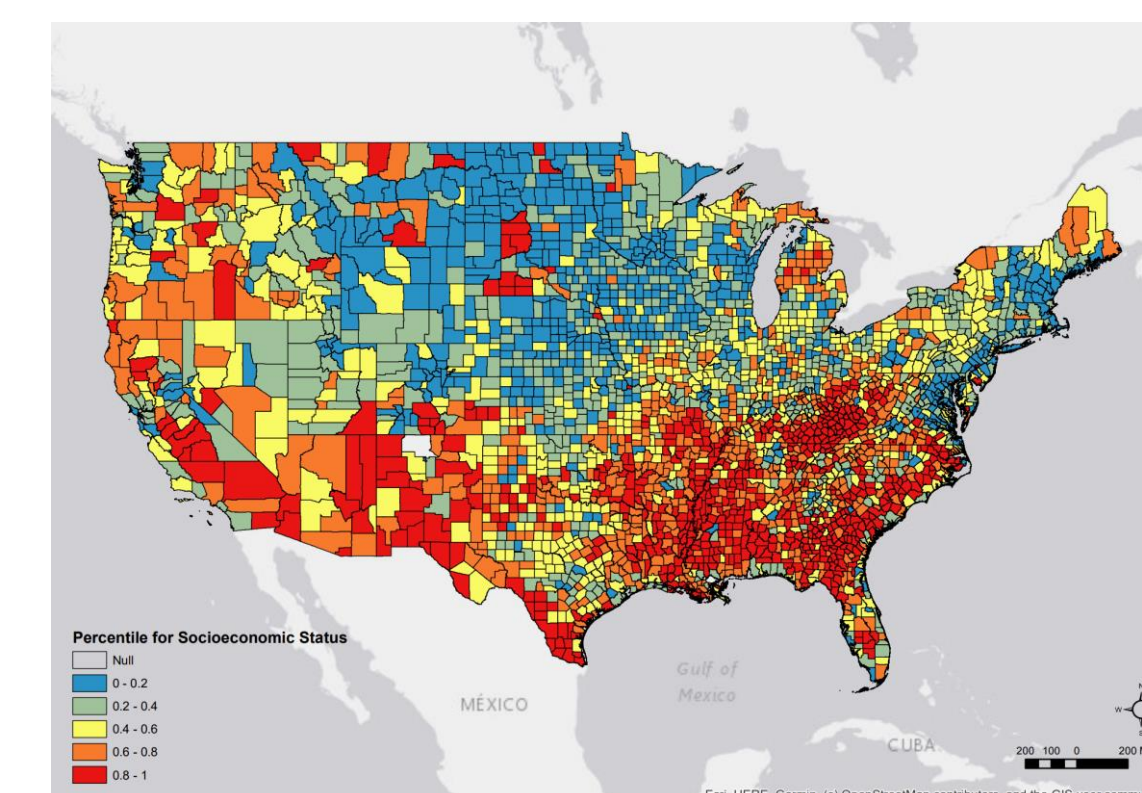 Percentile for Socioeconomic Status
Null
0 - 0.2
0.2 - 0.4
0.4 - 0.6
0.6 - 0.8
0.8 - 1
MÉXICO
Gulf of
Mexico
CUBA
N
W
S
200 100 0 200 M